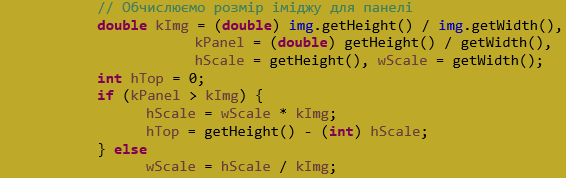 // Обчислюємо розмір іміджу для панелі
double kImg = (double) img.getHeight() / img.getWidth(),
kPanel = (double) getHeight() / getWidth(),
hScale = getHeight(), wScale = getWidth();
int hTop = 0;
if (kPanel > kImg) {
hScale = wScale * kImg;
hTop = getHeight() - (int) hScale;
} else
wScale = hScale / kImg;